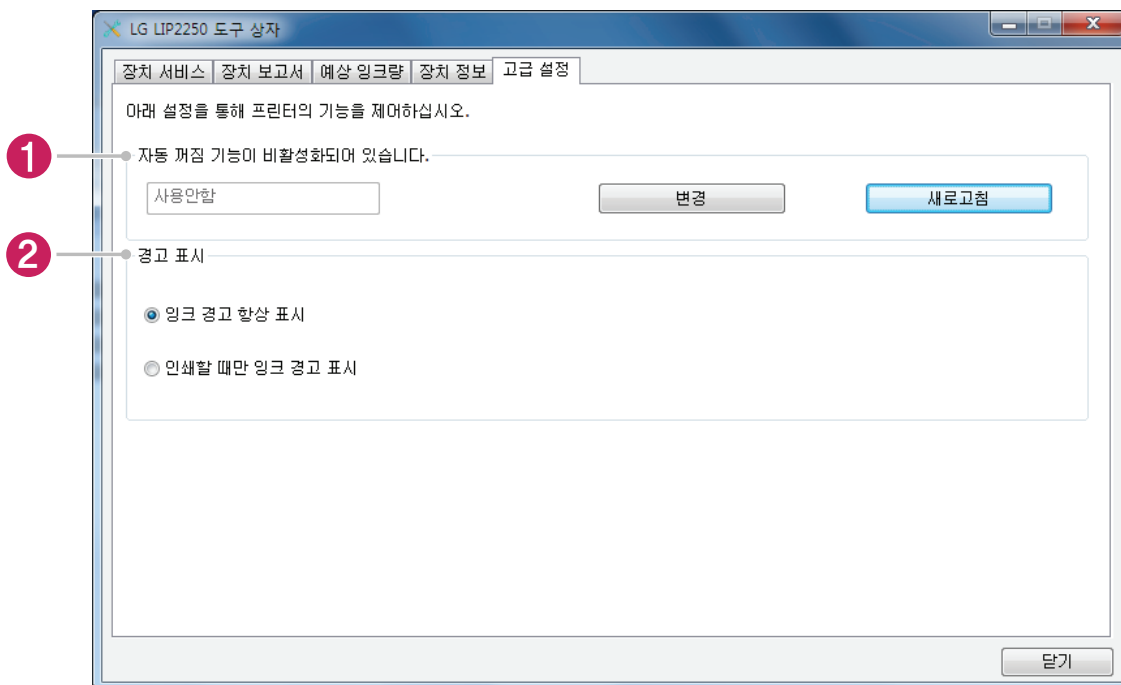 LG LIP2250 도구 상자
장치 서비스 장치 보고서 예상 잉크량 장치 정보 고급 설정
아래 설정을 통해 프린터의 기능을 제어하십시오.
1 자동 꺼짐 기능이 비활성화되어 있습니다.
사용안함 변경 새로고침
2 경고 표시
잉크 경고 항상 표시
인쇄할 때만 잉크 경고 표시
닫기